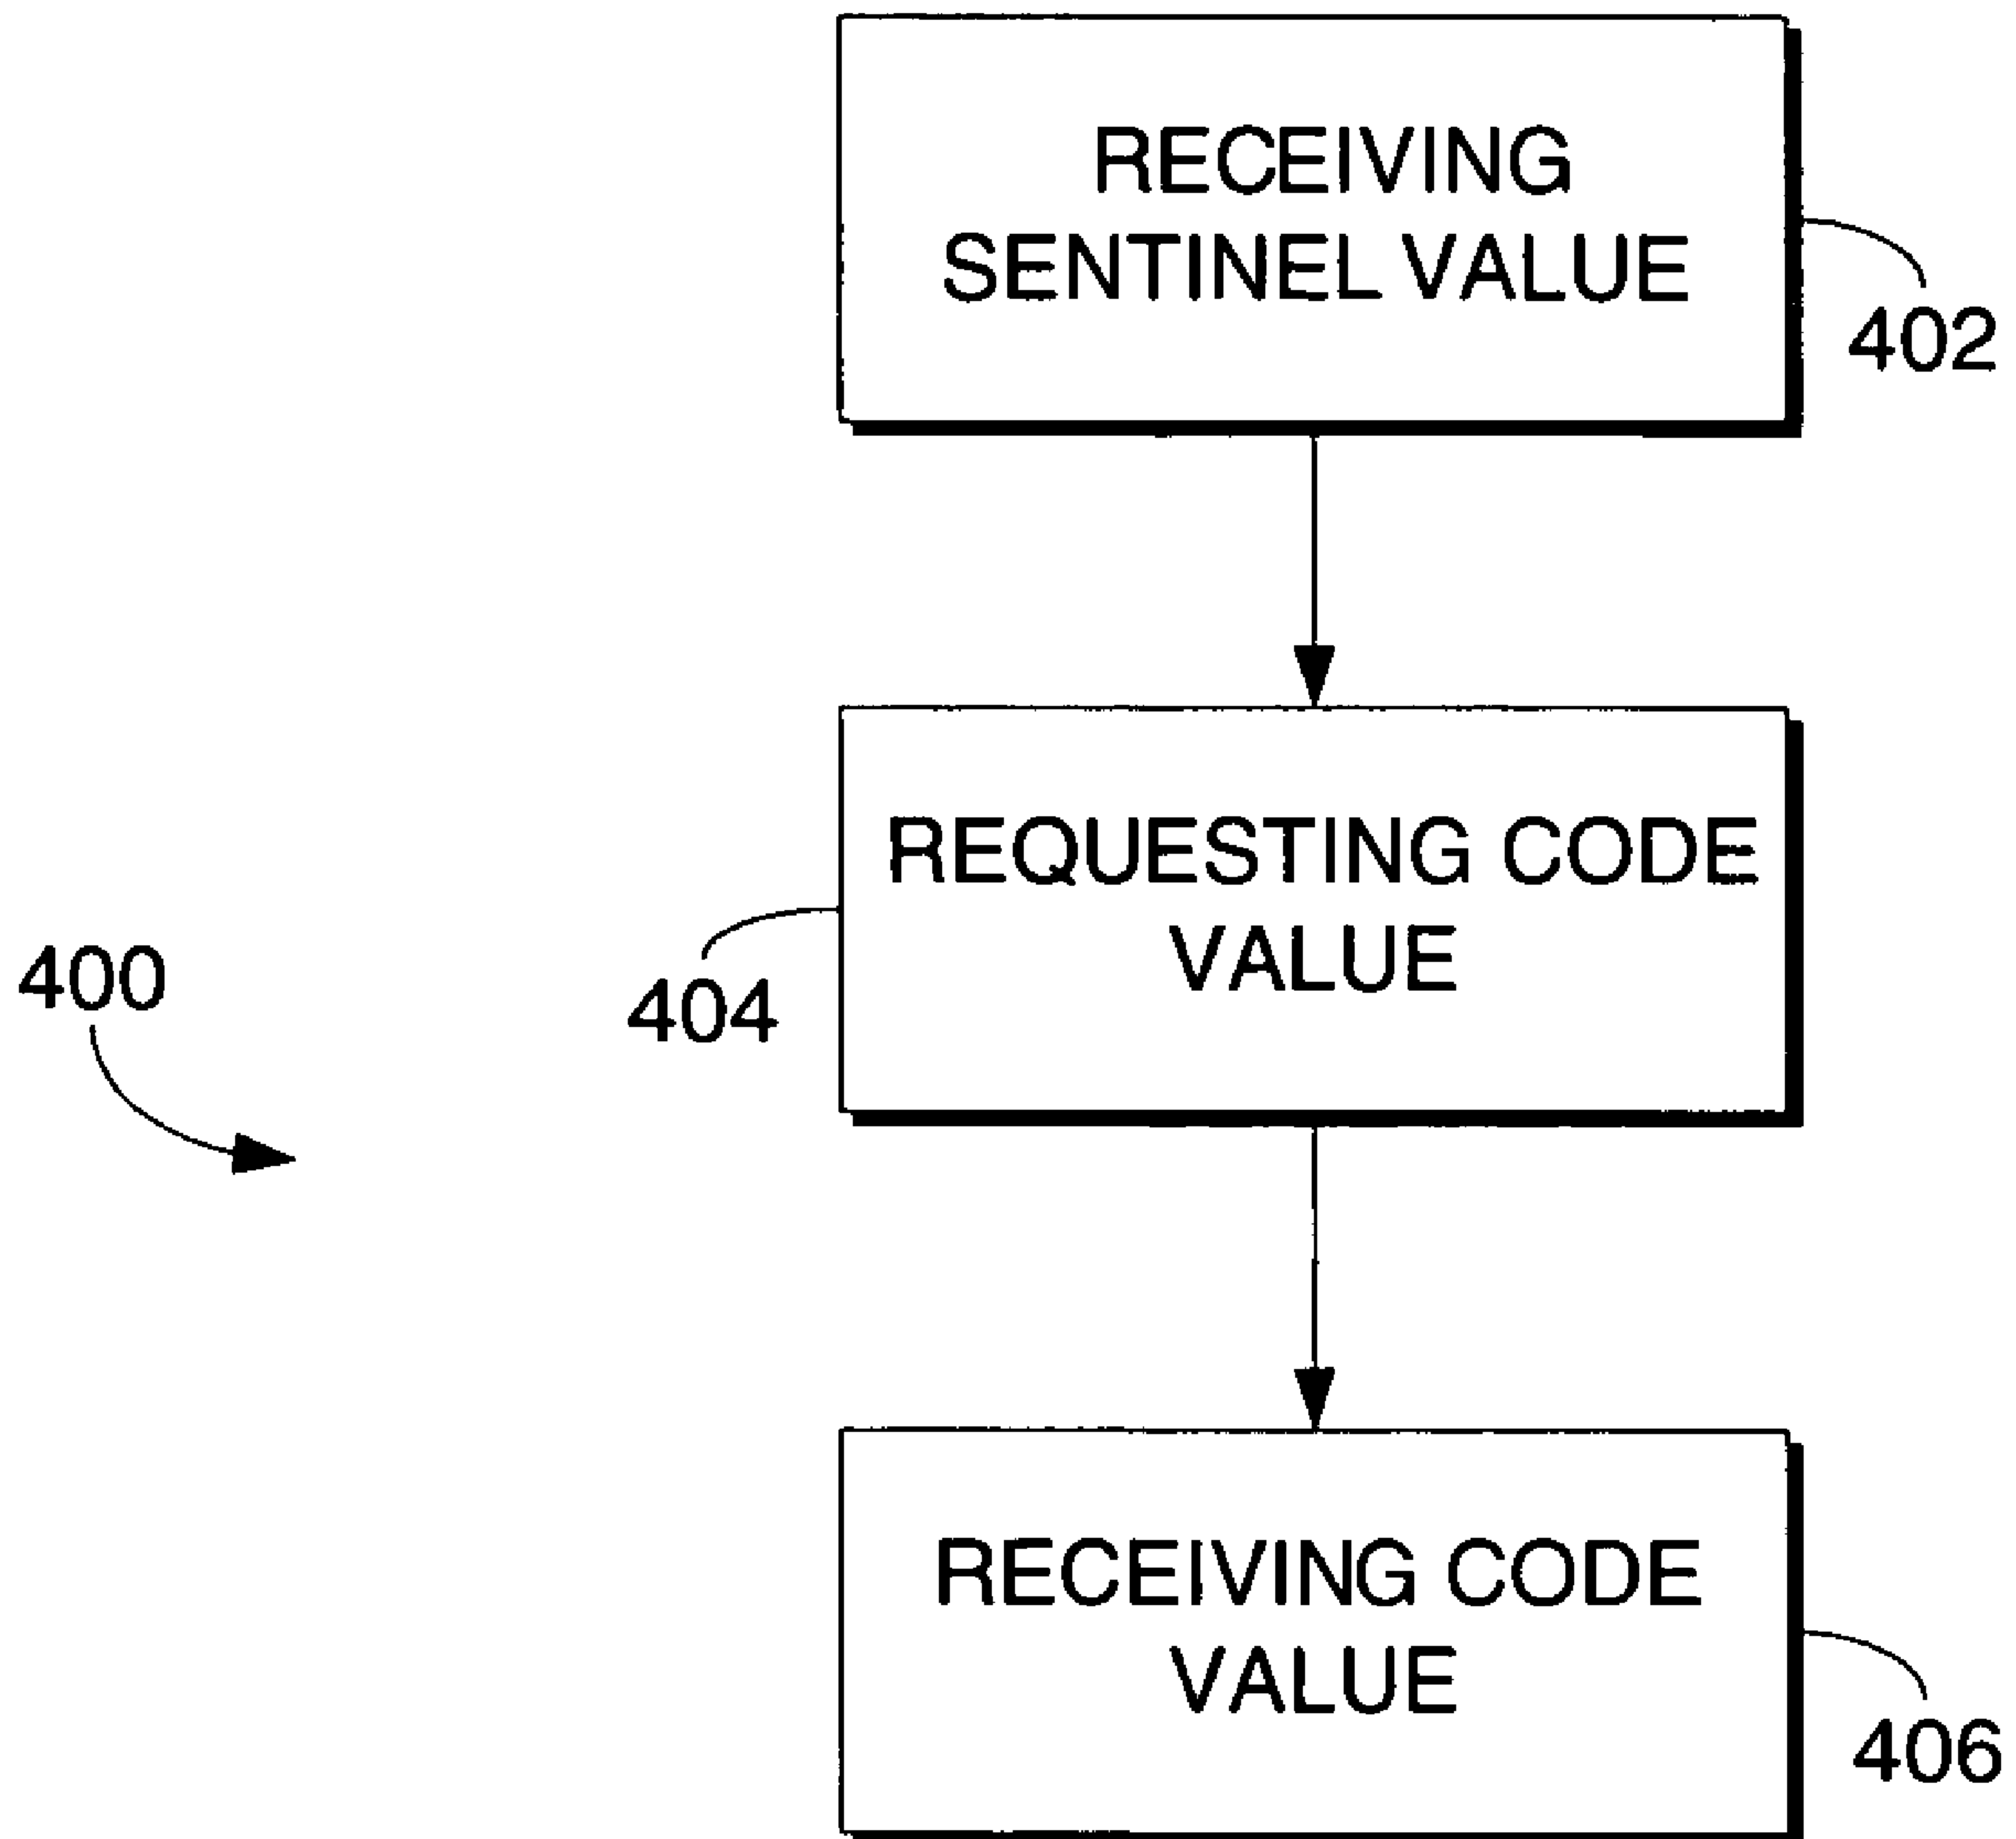 RECEIVING
SENTINEL VALUE
402
REQUESTING CODE
VALUE
404
400
RECEIVING CODE
VALUE
406